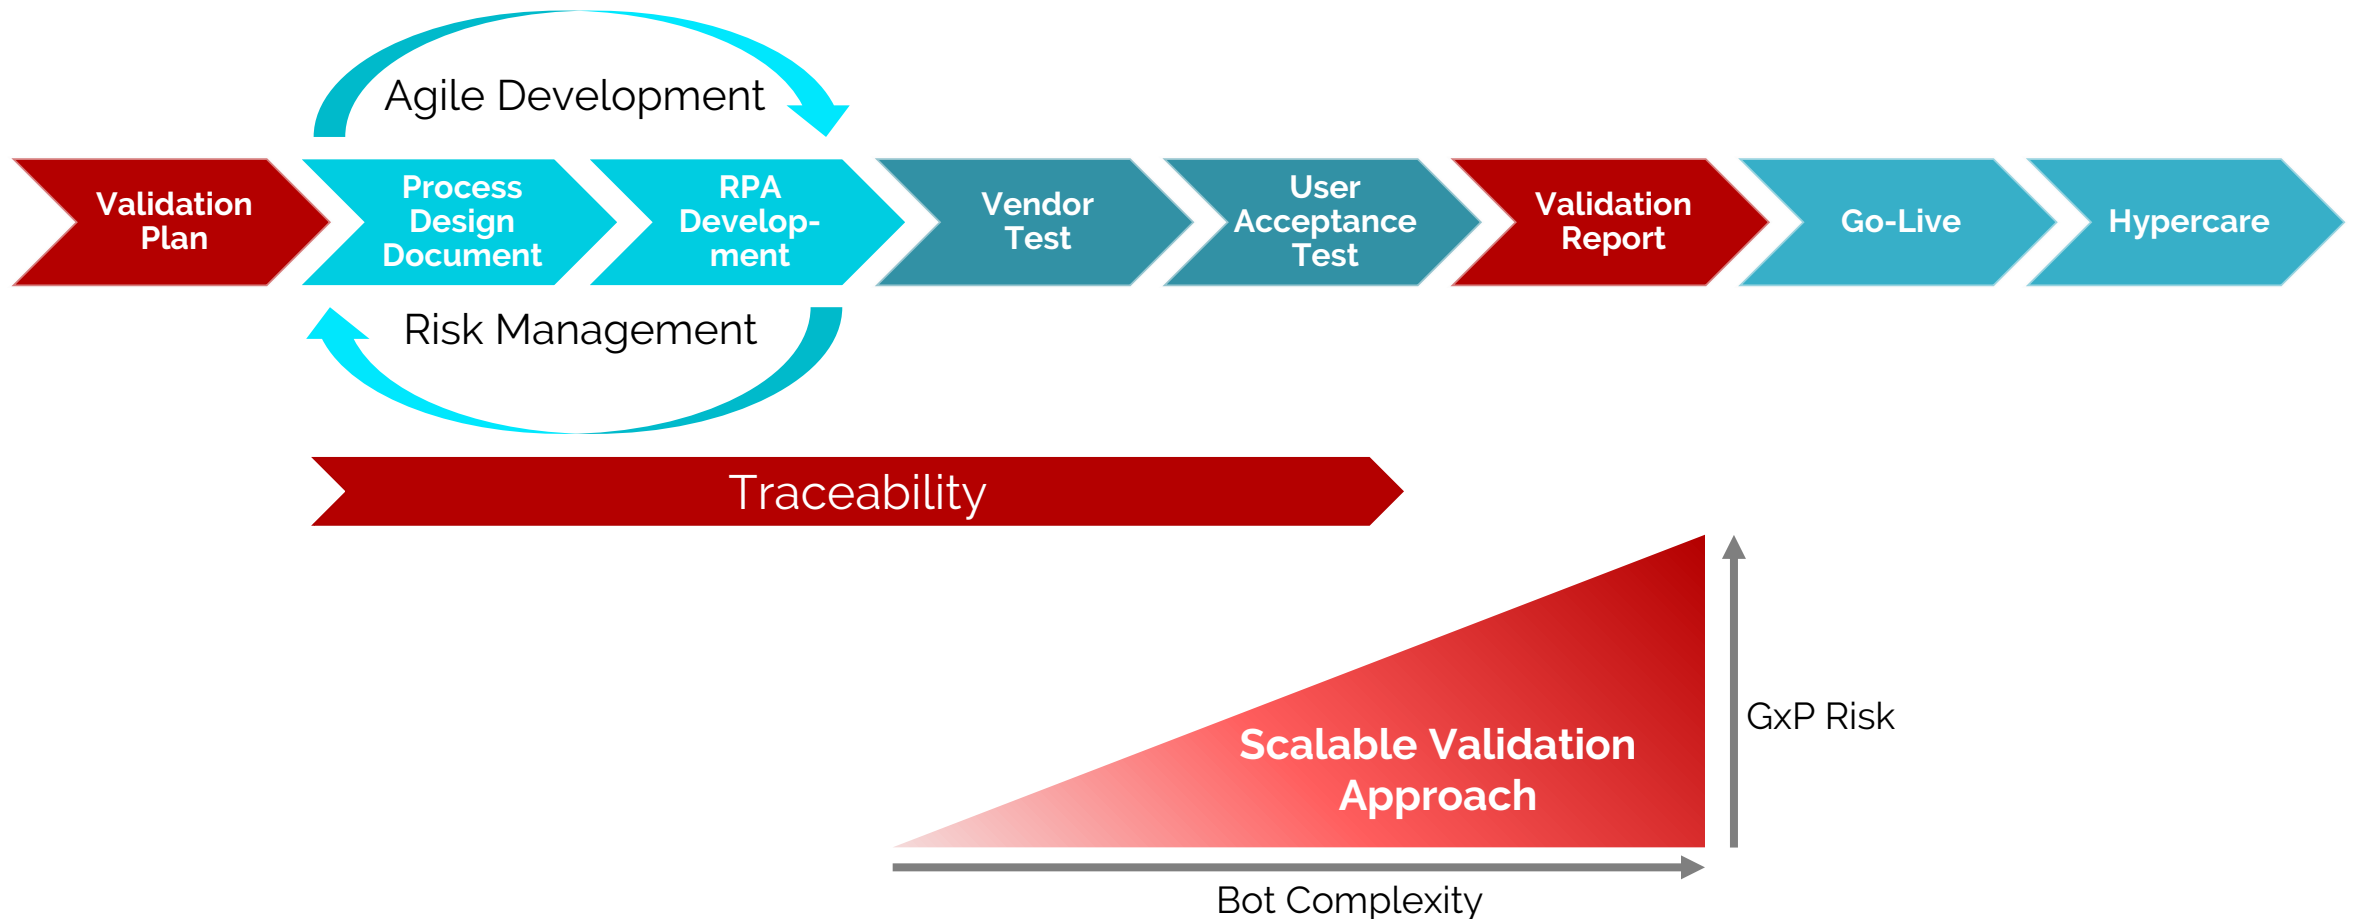 Agile Development
Validation
Plan
Process
Design
Document
RPA
Develop-
ment
Vendor
Test
User
Acceptance
Test
Validation
Report
Go-Live
Hypercare
Risk Management
Traceability
Scalable Validation
Approach
GxP Risk
Bot Complexity